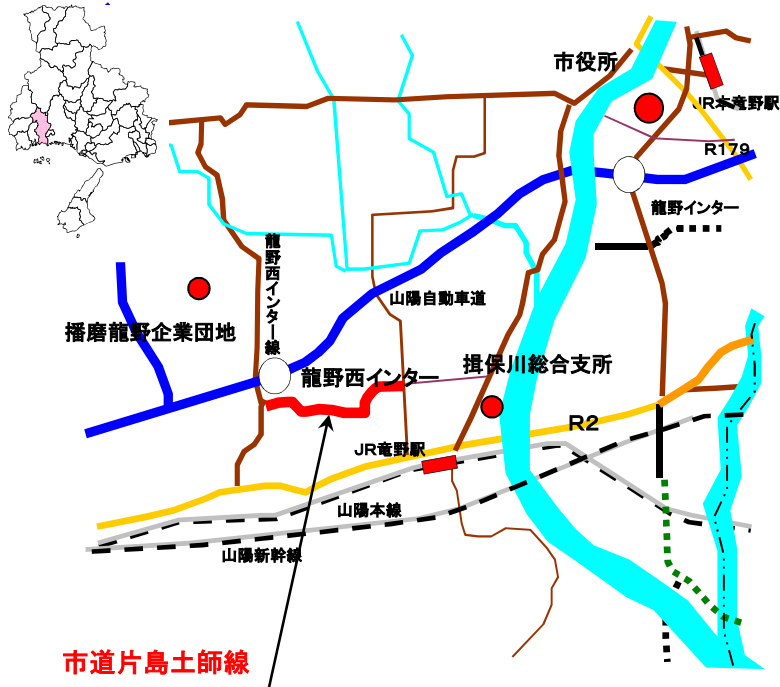 市役所
JR本竜野駅
R179
龍野インター
龍野西インター線
山陽自動車道
播磨龍野企業団地
龍野西インター
揖保川総合支所
R2
JR竜野駅
山陽本線
山陽新幹線
市道片島土師線